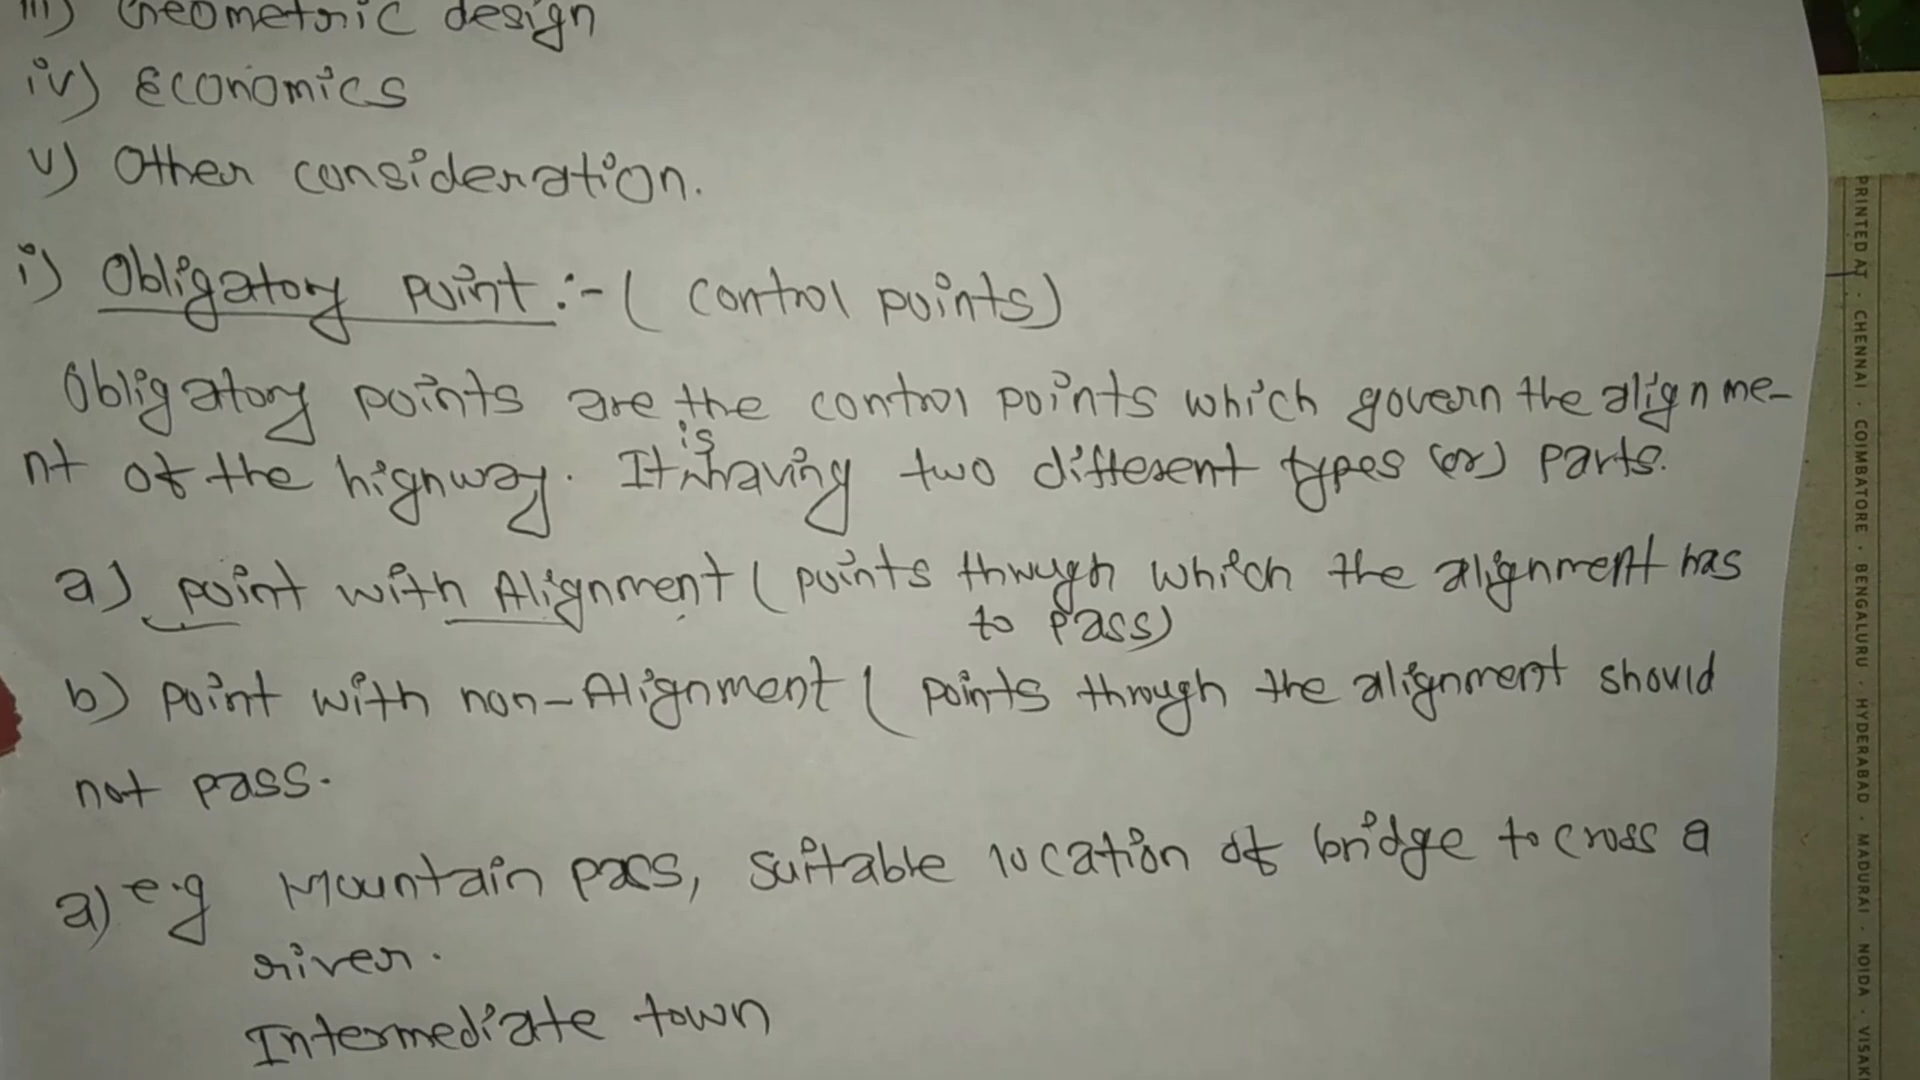 iii) Geometric design
iv) Economics
v) Other consideration.
i) Obligatory point :- ( control points)
Obligatory points are the control points which govern the alignme-
nt of the highway. It is having two different types (or) parts.
a) point with Alignment ( points through which the alignment has
to pass)
b) point with non-Alignment ( points through the alignment should
not pass.
a) e.g Mountain pass, suitable location of bridge to cross a
river.
Intermediate town
PRINTED AT · CHENNAI · COIMBATORE · BENGALURU · HYDERABAD · MADURAI · NOIDA · VISAK